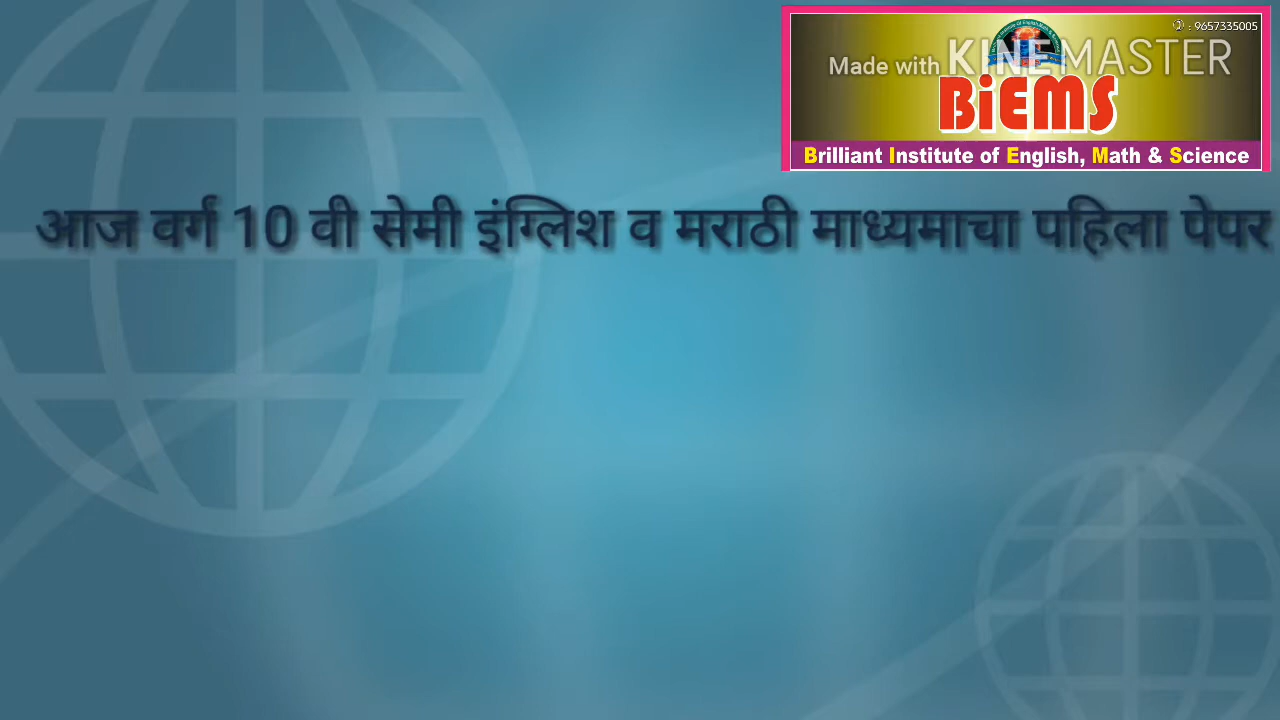 ✆ : 9657335005
Made with KINEMASTER
BiEMS
Brilliant Institute of English, Math & Science
आज वर्ग 10 वी सेमी इंग्लिश व मराठी माध्यमाचा पहिला पेपर